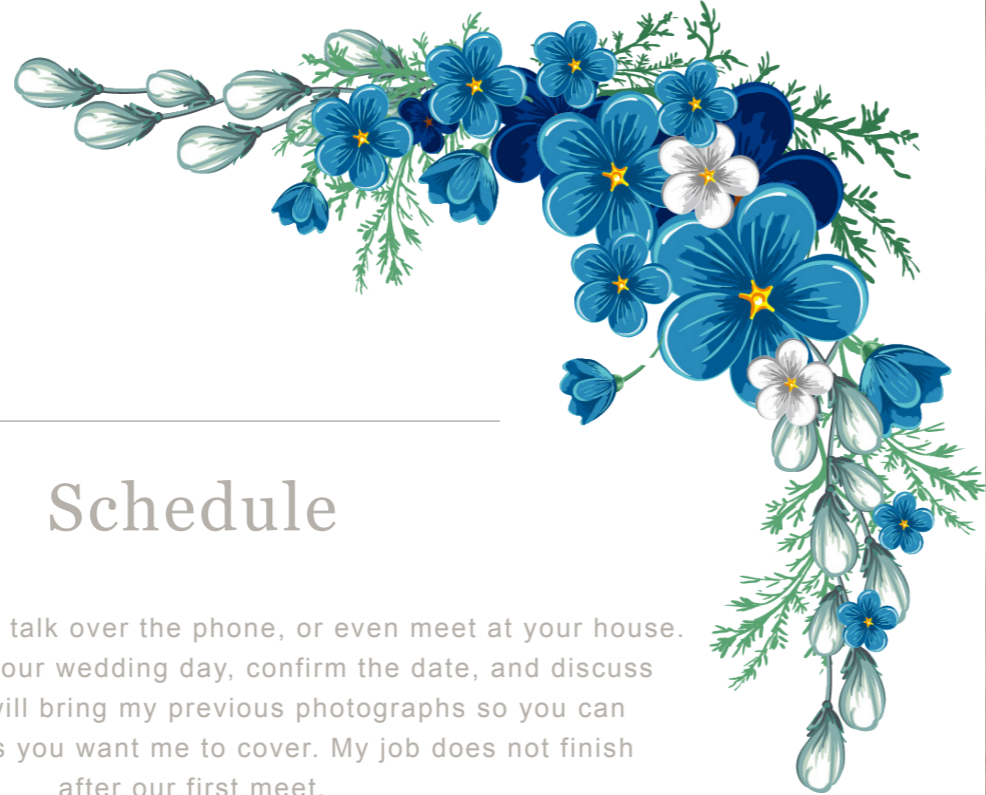 Schedule
talk over the phone, or even meet at your house.
our wedding day, confirm the date, and discuss
will bring my previous photographs so you can
you want me to cover. My job does not finish
after our first meet.